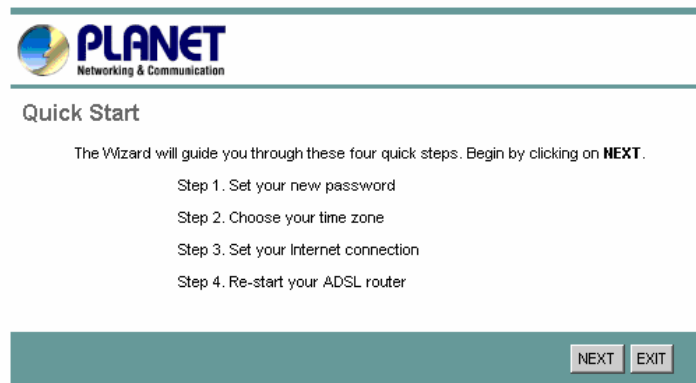 PLANET
Networking & Communication
Quick Start
The Wizard will guide you through these four quick steps. Begin by clicking on NEXT.
Step 1. Set your new password
Step 2. Choose your time zone
Step 3. Set your Internet connection
Step 4. Re-start your ADSL router
NEXT EXIT